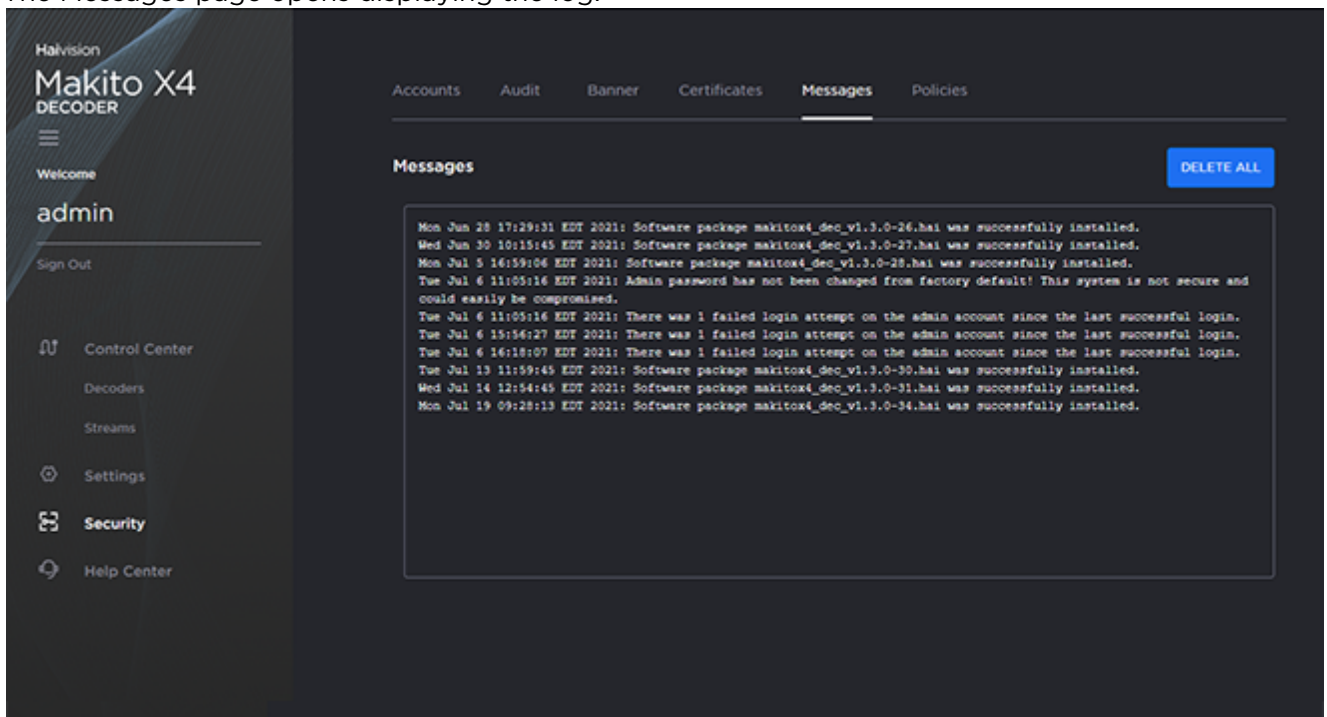 The Messages page opens displaying the log.
Haivision
Makito X4
DECODER
Welcome
admin
Sign Out
Control Center
Decoders
Streams
Settings
Security
Help Center
Accounts Audit Banner Certificates Messages Policies
Messages
DELETE ALL
Mon Jun 28 17:29:31 EDT 2021: Software package makitox4_dec_v1.3.0-26.hai was successfully installed.
Wed Jun 30 10:15:45 EDT 2021: Software package makitox4_dec_v1.3.0-27.hai was successfully installed.
Mon Jul 5 16:59:06 EDT 2021: Software package makitox4_dec_v1.3.0-28.hai was successfully installed.
Tue Jul 6 11:05:16 EDT 2021: Admin password has not been changed from factory default! This system is not secure and
could easily be compromised.
Tue Jul 6 11:05:16 EDT 2021: There was 1 failed login attempt on the admin account since the last successful login.
Tue Jul 6 15:56:27 EDT 2021: There was 1 failed login attempt on the admin account since the last successful login.
Tue Jul 6 16:18:07 EDT 2021: There was 1 failed login attempt on the admin account since the last successful login.
Tue Jul 13 11:59:45 EDT 2021: Software package makitox4_dec_v1.3.0-30.hai was successfully installed.
Wed Jul 14 12:54:45 EDT 2021: Software package makitox4_dec_v1.3.0-31.hai was successfully installed.
Mon Jul 19 09:28:13 EDT 2021: Software package makitox4_dec_v1.3.0-34.hai was successfully installed.